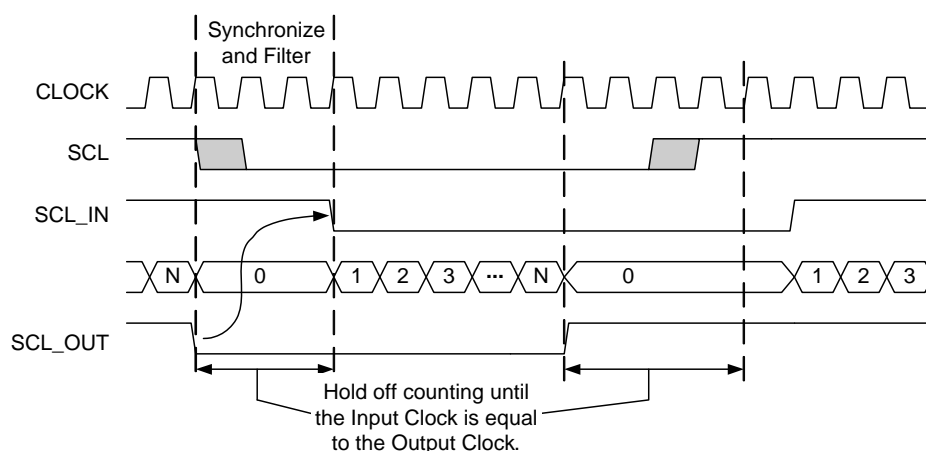 Synchronize
and Filter
CLOCK
SCL
SCL_IN
N 0 1 2 3 ... N 0 1 2 3
SCL_OUT
Hold off counting until
the Input Clock is equal
to the Output Clock.